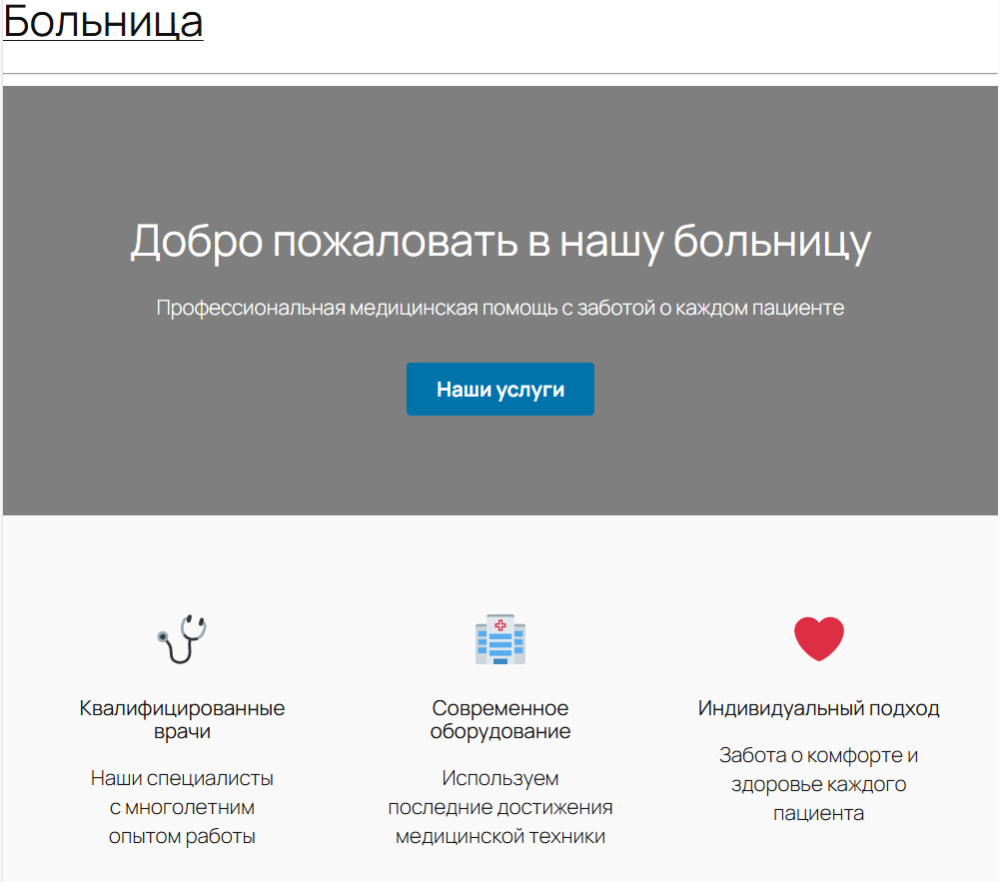 Больница
Добро пожаловать в нашу больницу
Профессиональная медицинская помощь с заботой о каждом пациенте
Наши услуги
Квалифицированные
врачи
Наши специалисты
с многолетним
опытом работы
Современное
оборудование
Используем
последние достижения
медицинской техники
Индивидуальный подход
Забота о комфорте и
здоровье каждого
пациента